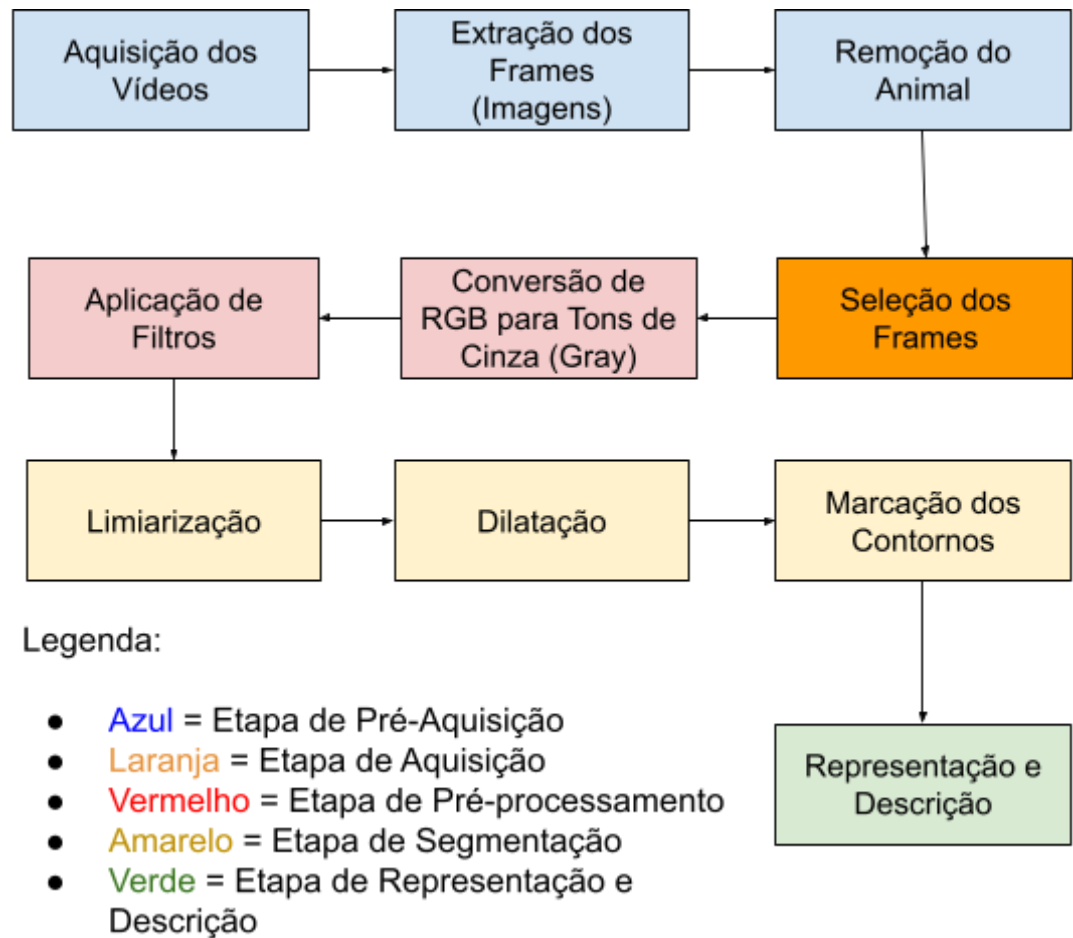 Aquisição dos
Vídeos
Extração dos
Frames
(Imagens)
Remoção do
Animal
Aplicação de
Filtros
Conversão de
RGB para Tons de
Cinza (Gray)
Seleção dos
Frames
Limiarização
Dilatação
Marcação dos
Contornos
Legenda:
● Azul = Etapa de Pré-Aquisição
● Laranja = Etapa de Aquisição
● Vermelho = Etapa de Pré-processamento
● Amarelo = Etapa de Segmentação
● Verde = Etapa de Representação e
Descrição
Representação e
Descrição